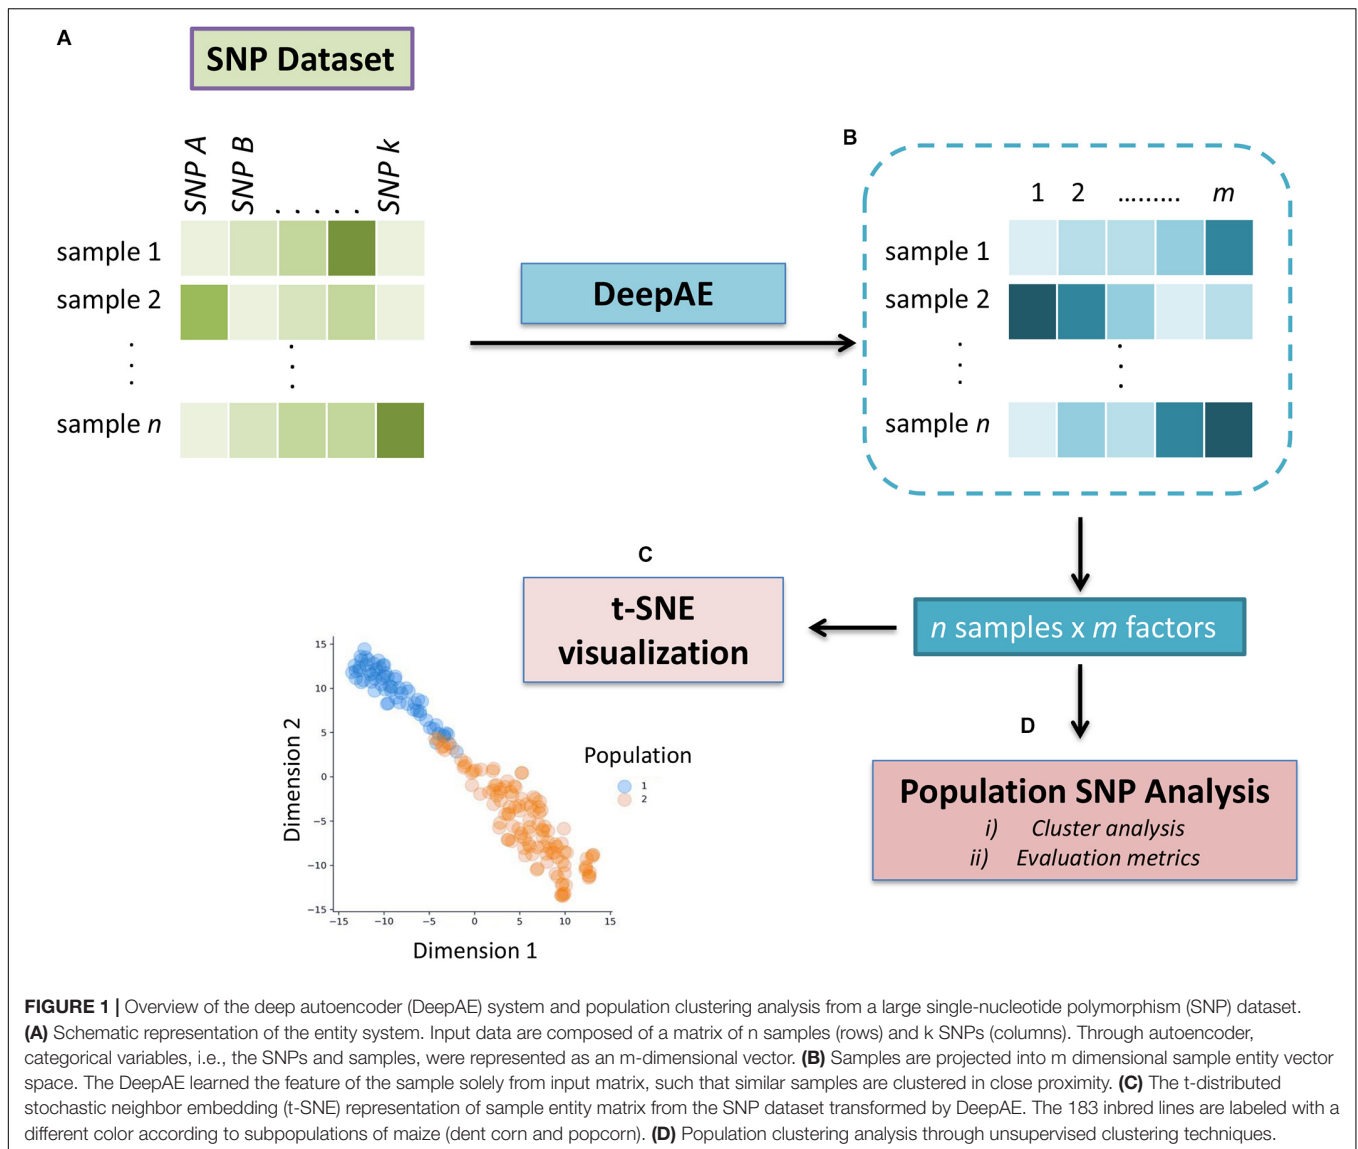 A
SNP Dataset
SNP A
SNP B
. . . . .
SNP k
sample 1
sample 2
sample n
DeepAE
B
1 2 ......... m
sample 1
sample 2
sample n
n samples x m factors
C
t-SNE
visualization
15
10
5
0
−5
−10
−15
−15 −10 −5 0 5 10 15
Dimension 2
Dimension 1
Population
1
2
D
Population SNP Analysis
i) Cluster analysis
ii) Evaluation metrics
FIGURE 1 | Overview of the deep autoencoder (DeepAE) system and population clustering analysis from a large single-nucleotide polymorphism (SNP) dataset.
(A) Schematic representation of the entity system. Input data are composed of a matrix of n samples (rows) and k SNPs (columns). Through autoencoder,
categorical variables, i.e., the SNPs and samples, were represented as an m-dimensional vector. (B) Samples are projected into m dimensional sample entity vector
space. The DeepAE learned the feature of the sample solely from input matrix, such that similar samples are clustered in close proximity. (C) The t-distributed
stochastic neighbor embedding (t-SNE) representation of sample entity matrix from the SNP dataset transformed by DeepAE. The 183 inbred lines are labeled with a
different color according to subpopulations of maize (dent corn and popcorn). (D) Population clustering analysis through unsupervised clustering techniques.